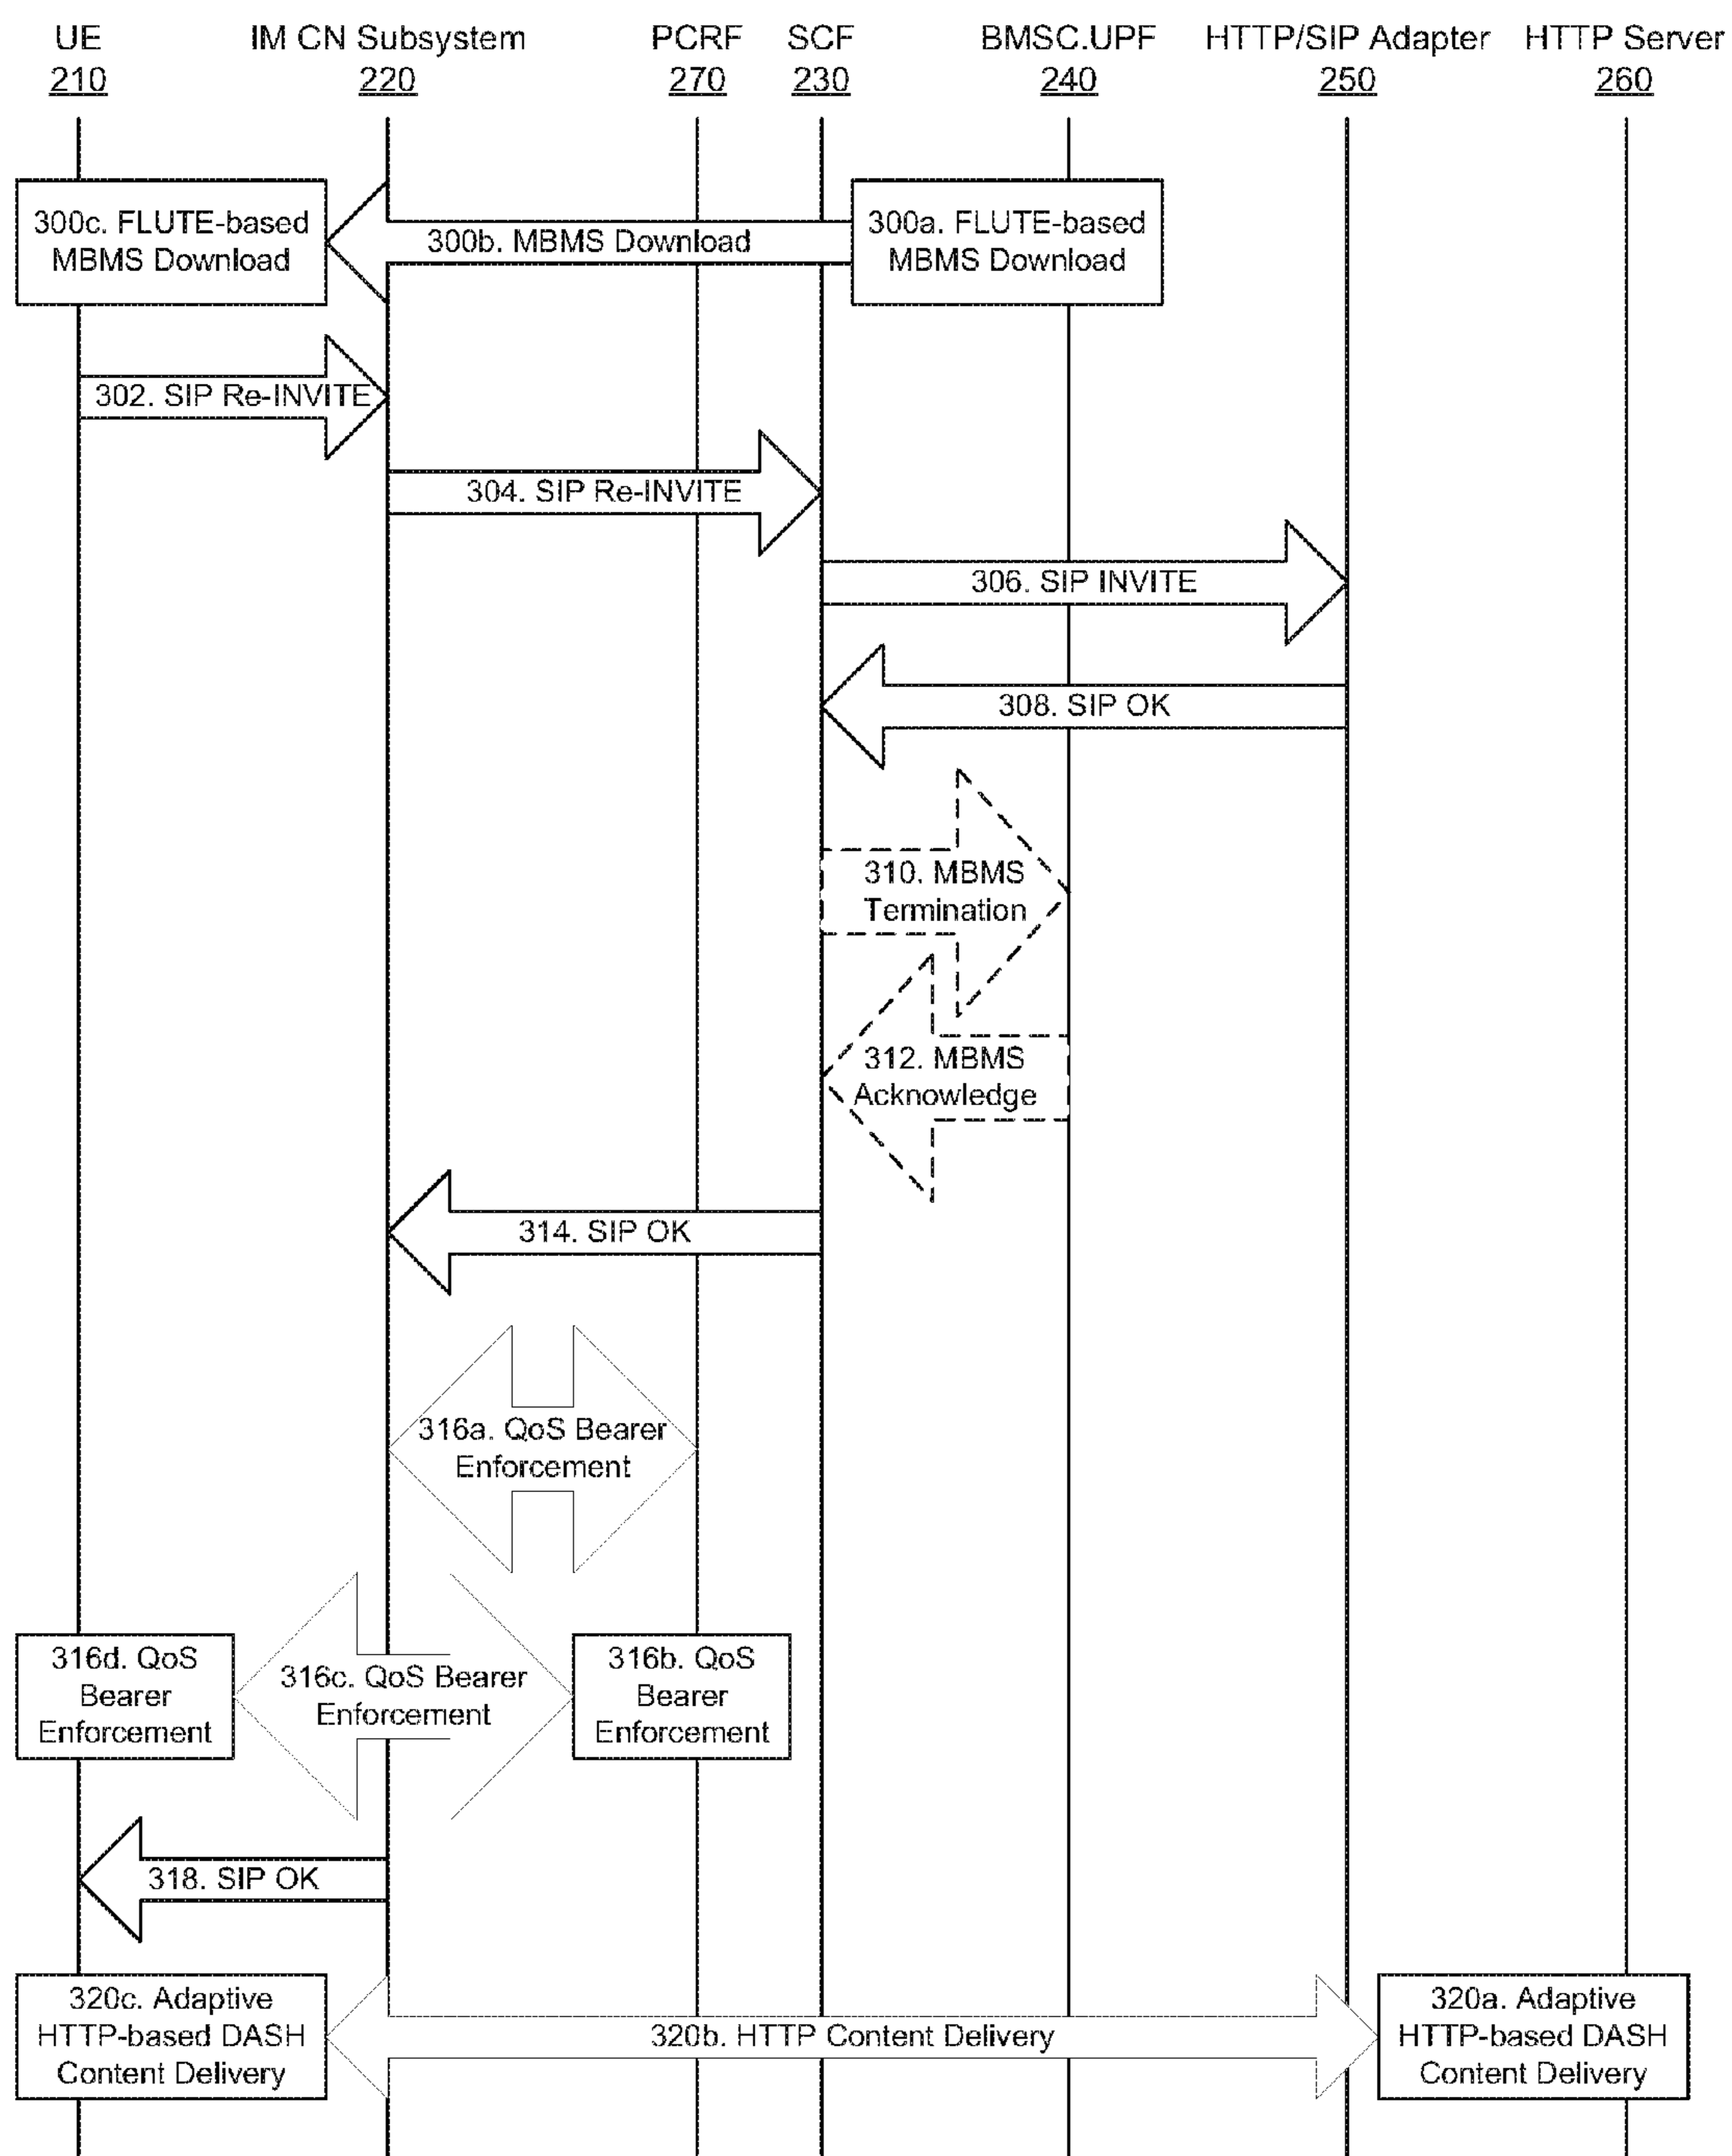 UE IM CN Subsystem PCRF SCF BMSC.UPF HTTP/SIP Adapter HTTP Server
210 220 270 230 240 250 260
300c. FLUTE-based
MBMS Download
300b. MBMS Download
300a. FLUTE-based
MBMS Download
302. SIP Re-INVITE
304. SIP Re-INVITE
306. SIP INVITE
308. SIP OK
310. MBMS
Termination
312. MBMS
Acknowledge
314. SIP OK
316a. QoS Bearer
Enforcement
316d. QoS
Bearer
Enforcement
316c. QoS Bearer
Enforcement
316b. QoS
Bearer
Enforcement
318. SIP OK
320c. Adaptive
HTTP-based DASH
Content Delivery
320b. HTTP Content Delivery
320a. Adaptive
HTTP-based DASH
Content Delivery